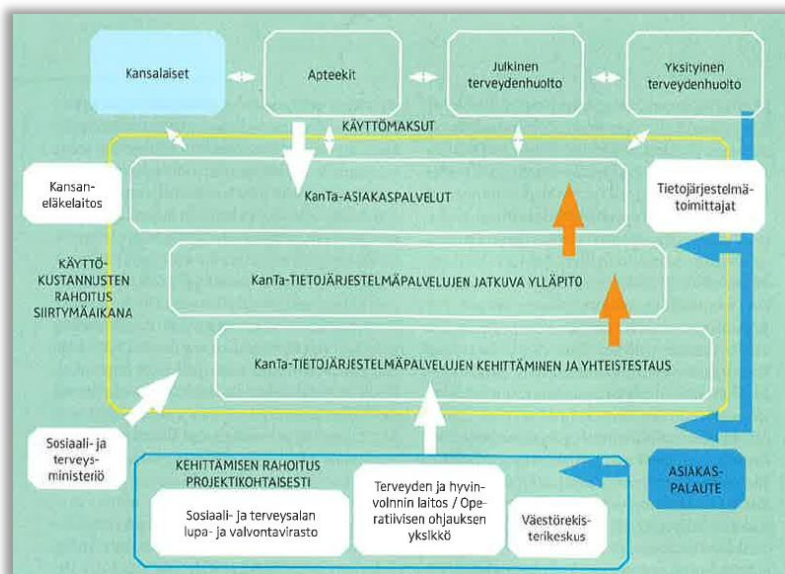 Kansalaiset
Apteekit
Julkinen
terveydenhuolto
Yksityinen
terveydenhuolto
KÄYTTÖMAKSUT
Kansan-
eläkelaitos
KanTa-ASIAKASPALVELUT
Tietojärjestelmä-
toimittajat
KÄYTTÖ-
KUSTANNUSTEN
RAHOITUS
SIIRTYMÄAIKANA
KanTa-TIETOJÄRJESTELMÄPALVELUJEN JATKUVA YLLÄPITO
KanTa-TIETOJÄRJESTELMÄPALVELUJEN KEHITTÄMINEN JA YHTEISTESTAUS
Sosiaali- ja
terveys-
ministeriö
KEHITTÄMISEN RAHOITUS
PROJEKTIKOHTAISESTI
Sosiaali- ja terveysalan
lupa- ja valvontavirasto
Terveyden ja hyvin-
voinnin laitos / Ope-
ratiivisen ohjauksen
yksikkö
Väestörekis-
terikeskus
ASIAKAS-
PALAUTE